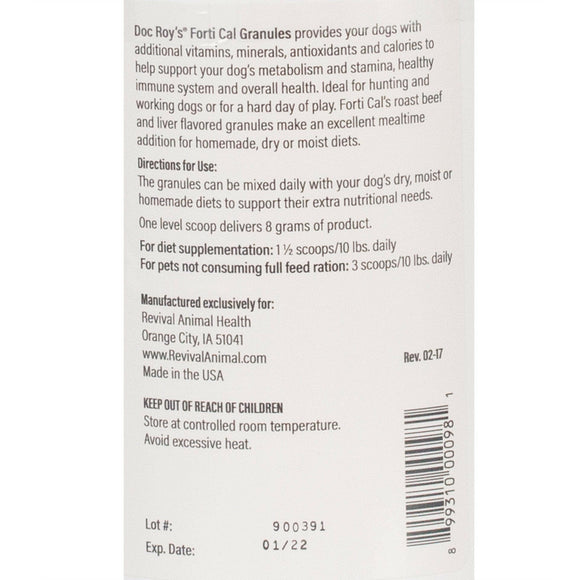 Doc Roy's® Forti Cal Granules provides your dog with
additional vitamins, minerals, antioxidants and calories to
help support your dog's metabolism and stamina, healthy
immune system and overall health. Ideal for hunting and
working dogs or for a hard day of play. Forti Cal's roast beef
and liver flavored granules make an excellent mealtime
addition for homemade, dry or moist diets.
Directions for Use:
The granules can be mixed daily with your dog's dry, moist or
homemade diets to support their extra nutritional needs.
One level scoop delivers 8 grams of product.
For diet supplementation: 1 ½ scoops/10 lbs. daily
For pets not consuming full feed ration: 3 scoops/10 lbs. daily
Manufactured exclusively for:
Revival Animal Health
Orange City, IA 51041
www.RevivalAnimal.com
Made in the USA
Rev. 02-17
KEEP OUT OF REACH OF CHILDREN
Store at controlled room temperature.
Avoid excessive heat.
8 99310 00098 1
Lot #: 900391
Exp. Date: 01/22